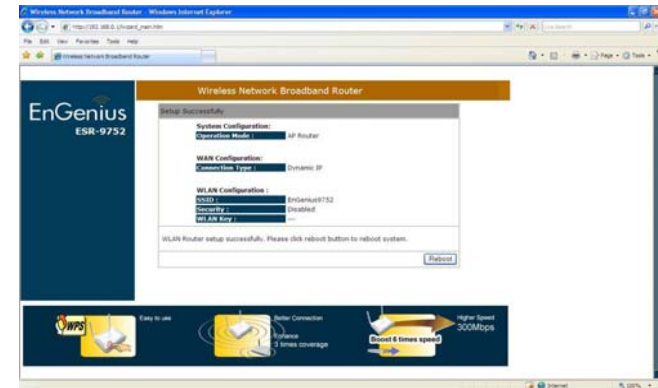 Wireless Network Broadband Router - Windows Internet Explorer
File Edit View Favorites Tools Help
Wireless Network Broadband Router
Page
Tools
Wireless Network Broadband Router
EnGenius
ESR-9752
Setup Successfully
System Configuration:
Operation Mode : AP Router
WAN Configuration:
Connection Type : Dynamic IP
WLAN Configuration :
SSID : EnGenius9752
Security : Disabled
WLAN Key : ---
WLAN Router setup successfully. Please click reboot button to reboot system.
Reboot
WPS
Easy to use
Better Connection
Enhance
3 times coverage
Boost 6 times speed
Higher Speed
300Mbps
Internet